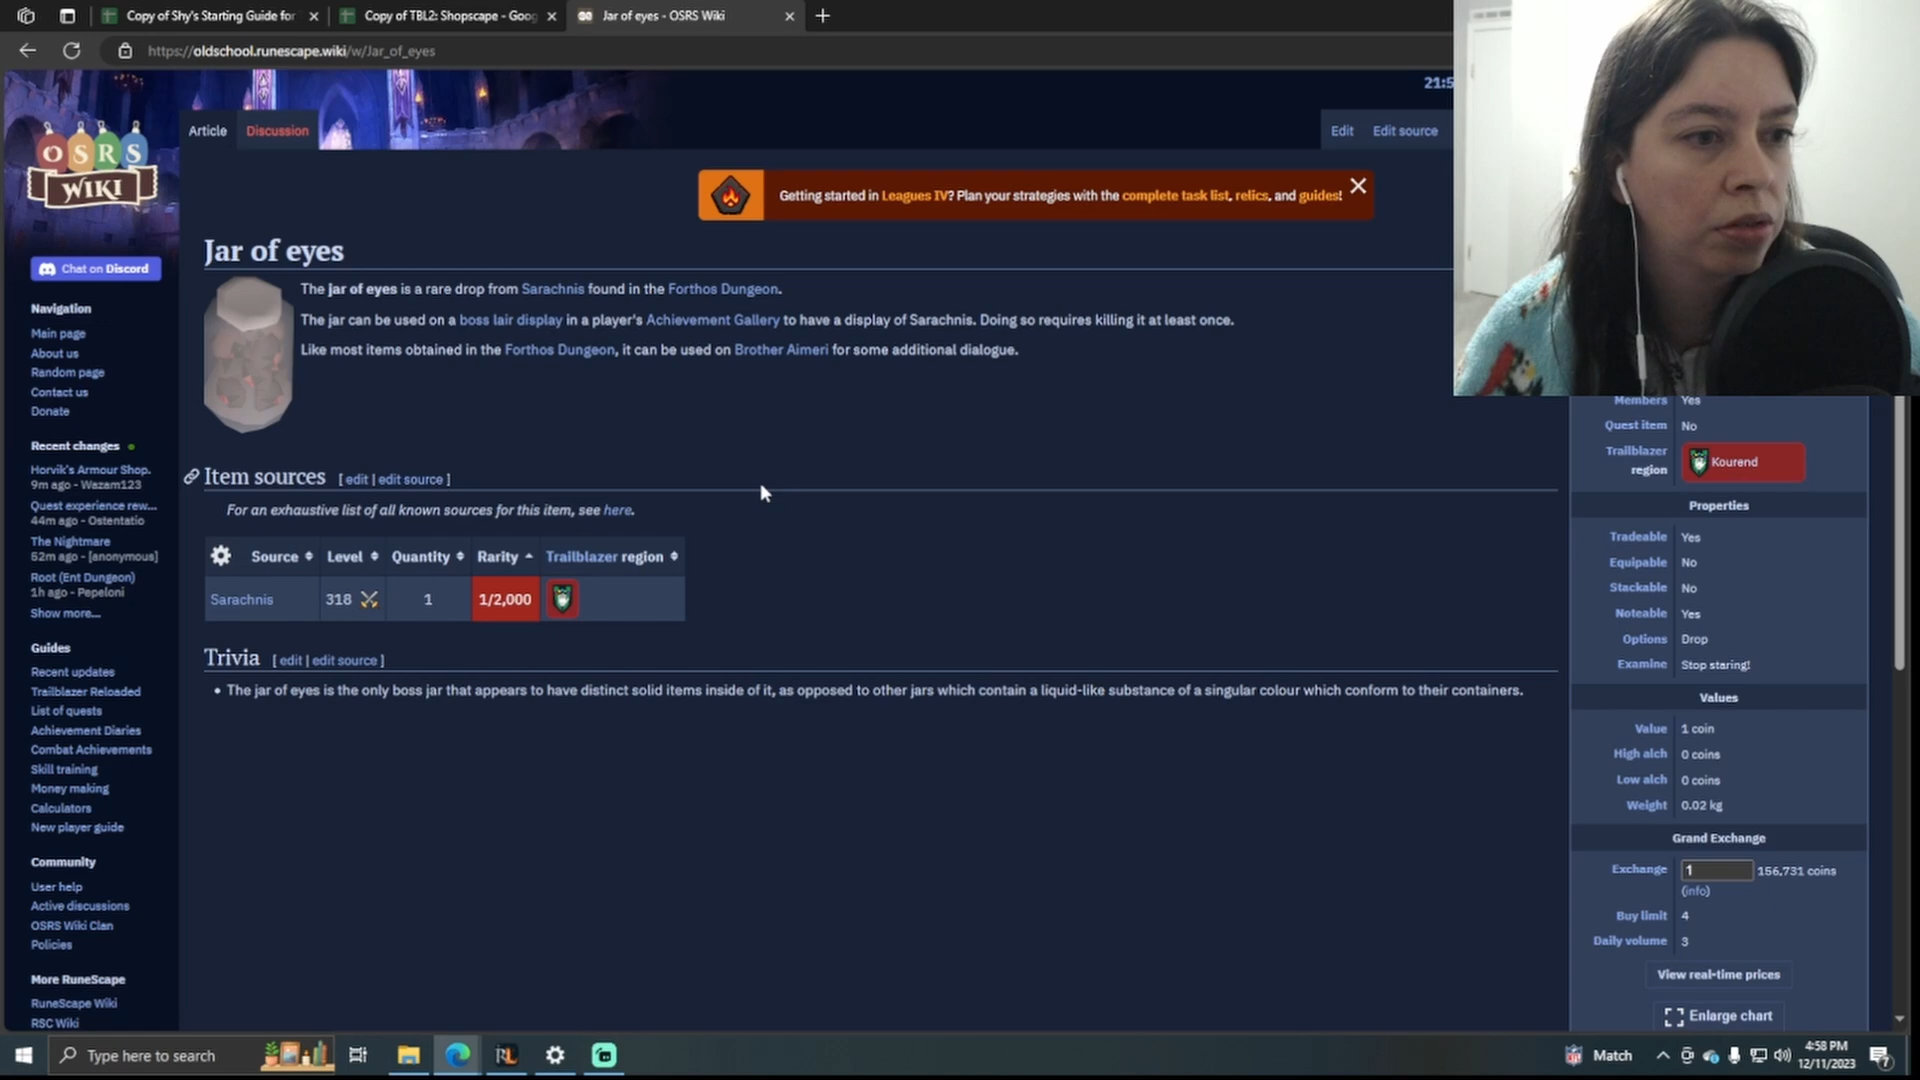 Copy of Shy's Starting Guide for
Copy of TBL2: Shopscape - Goog
Jar of eyes - OSRS Wiki
https://oldschool.runescape.wiki/w/Jar_of_eyes
21:5
OSRS
WIKI
Article
Discussion
Edit
Edit source
Getting started in Leagues IV? Plan your strategies with the complete task list, relics, and guides!
Chat on Discord
Navigation
Main page
About us
Random page
Contact us
Donate
Recent changes
Horvik's Armour Shop.
9m ago - Wazam123
Quest experience rew...
44m ago - Ostentatio
The Nightmare
52m ago - [anonymous]
Root (Ent Dungeon)
1h ago - Pepeloni
Show more...
Guides
Recent updates
Trailblazer Reloaded
List of quests
Achievement Diaries
Combat Achievements
Skill training
Money making
Calculators
New player guide
Community
User help
Active discussions
OSRS Wiki Clan
Policies
More RuneScape
RuneScape Wiki
RSC Wiki
Jar of eyes
The jar of eyes is a rare drop from Sarachnis found in the Forthos Dungeon.
The jar can be used on a boss lair display in a player's Achievement Gallery to have a display of Sarachnis. Doing so requires killing it at least once.
Like most items obtained in the Forthos Dungeon, it can be used on Brother Aimeri for some additional dialogue.
Item sources [ edit | edit source ]
For an exhaustive list of all known sources for this item, see here.
Source Level Quantity Rarity Trailblazer region
Sarachnis 318 1 1/2,000
Trivia [ edit | edit source ]
• The jar of eyes is the only boss jar that appears to have distinct solid items inside of it, as opposed to other jars which contain a liquid-like substance of a singular colour which conform to their containers.
Members Yes
Quest item No
Trailblazer region Kourend
Properties
Tradeable Yes
Equipable No
Stackable No
Noteable Yes
Options Drop
Examine Stop staring!
Values
Value 1 coin
High alch 0 coins
Low alch 0 coins
Weight 0.02 kg
Grand Exchange
Exchange 1 156,731 coins
(info)
Buy limit 4
Daily volume 3
View real-time prices
Enlarge chart
Type here to search
Match
4:58 PM
12/11/2023
7